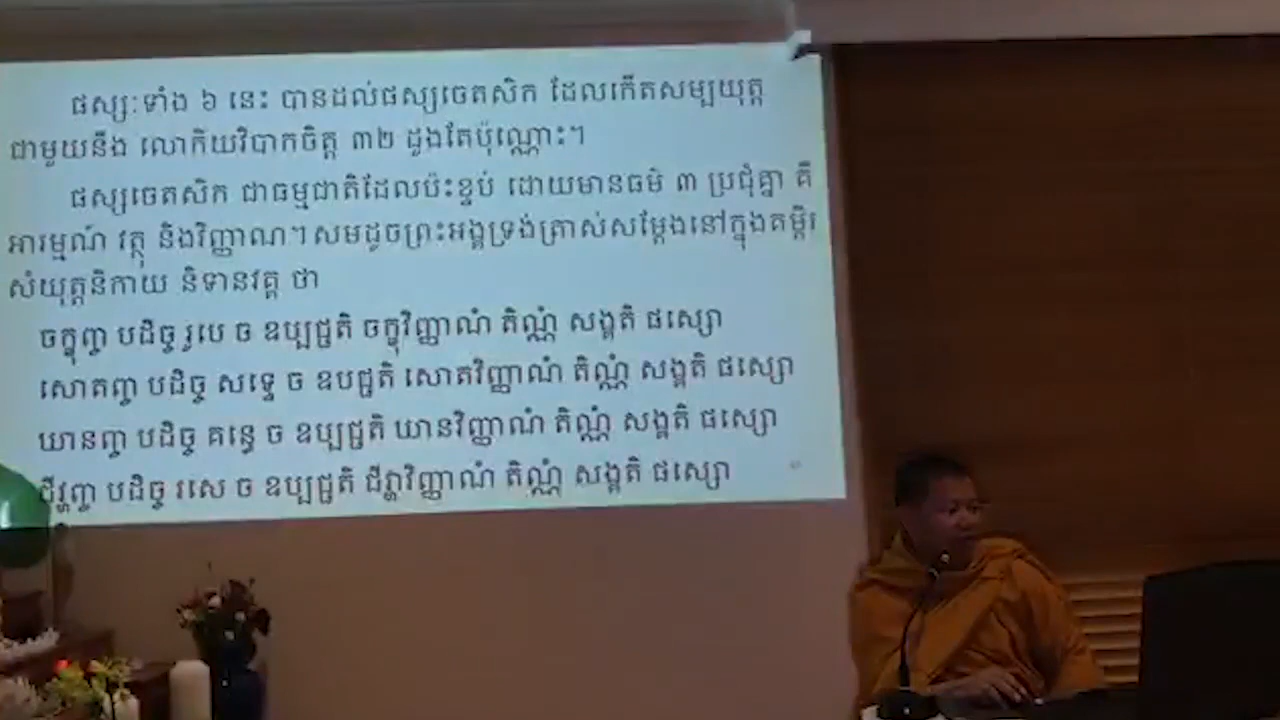 ផស្សៈទាំង ៦ នេះ បានដល់ផស្សចេតសិក ដែលកើតសម្បយុត្ត
ជាមួយនឹង លោកិយវិបាកចិត្ត ៣២ ដួងតែប៉ុណ្ណោះ។
ផស្សចេតសិក ជាធម្មជាតិដែលប៉ះខ្ទប់ ដោយមានធម៌ ៣ ប្រជុំគ្នា គឺ
អារម្មណ៍ វត្ថុ និងវិញ្ញាណ។ សមដូចព្រះអង្គទ្រង់ត្រាស់សម្តែងនៅក្នុងគម្ពីរ
សំយុត្តនិកាយ និទានវគ្គ ថា
ចក្ខុញ្ច បដិច្ច រូបេ ច ឧប្បជ្ជតិ ចក្ខុវិញ្ញាណំ តិណ្ណំ សង្គតិ ផស្សោ
សោតញ្ច បដិច្ច សទ្ទេ ច ឧបជ្ជតិ សោតវិញ្ញាណំ តិណ្ណំ សង្គតិ ផស្សោ
ឃានញ្ច បដិច្ច គន្ធេ ច ឧប្បជ្ជតិ ឃានវិញ្ញាណំ តិណ្ណំ សង្គតិ ផស្សោ
ជីវ្ហញ្ច បដិច្ច រសេ ច ឧប្បជ្ជតិ ជីវ្ហាវិញ្ញាណំ តិណ្ណំ សង្គតិ ផស្សោ